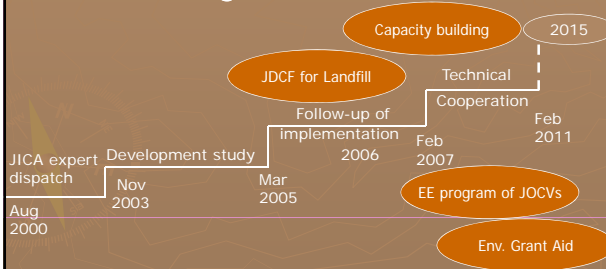 Capacity building
2015
JDCF for Landfill
Technical
Cooperation
Follow-up of
implementation
2006
Feb
2011
Feb
2007
JICA expert
dispatch
Development study
Nov
2003
Mar
2005
EE program of JOCVs
Aug
2000
Env. Grant Aid